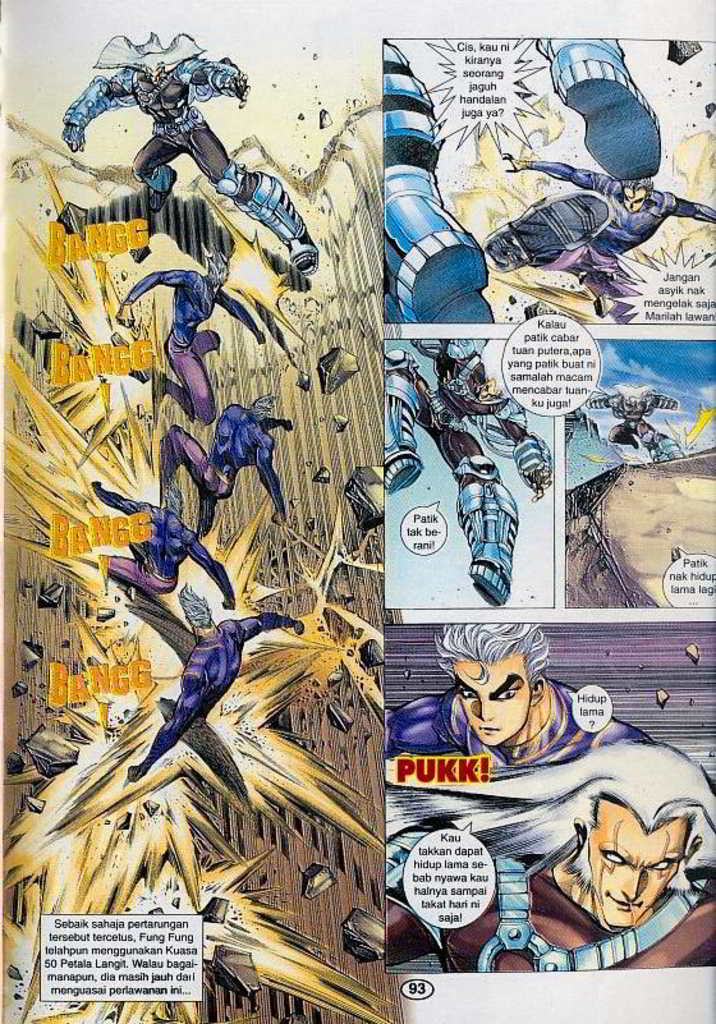 BANGG
BANGG
BANGG
BANGG
Sebaik sahaja pertarungan
tersebut tercetus, Fung Fung
telahpun menggunakan Kuasa
50 Petala Langit. Walau bagai-
manapun, dia masih jauh dari
menguasai perlawanan ini...
Cis, kau ni
kiranya
seorang
jaguh
handalan
juga ya?
Jangan
asyik nak
mengelak saja
Marilah lawan
Kalau
patik cabar
tuan putera,apa
yang patik buat ni
samalah macam
mencabar tuan-
ku juga!
Patik
tak be-
rani!
Patik
nak hidup
lama lagi
...
Hidup
lama
?
PUKK!
Kau
takkan dapat
hidup lama se-
bab nyawa kau
halnya sampai
takat hari ni
saja!
93